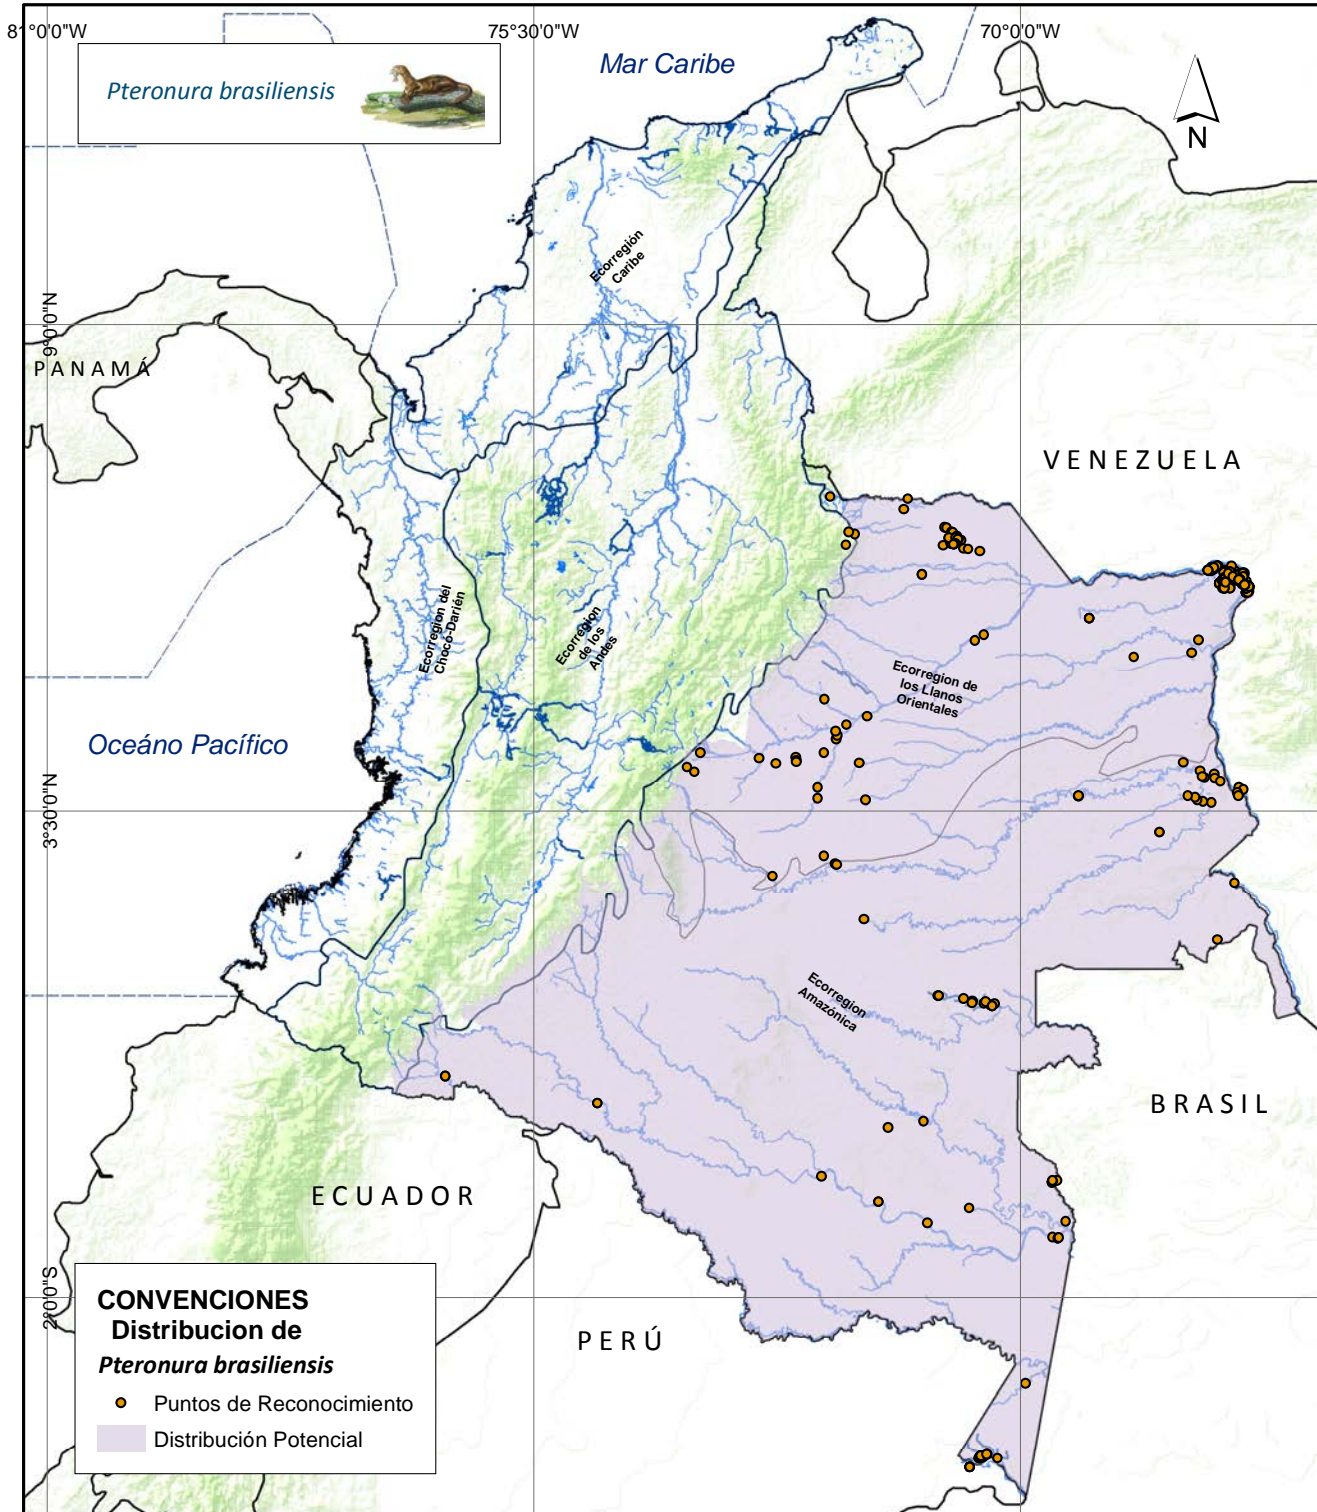 81°0'0"W
75°30'0"W
70°0'0"W
Pteronura brasiliensis
Mar Caribe
N
Ecorregión
Caribe
9°0'0"N
PANAMÁ
VENEZUELA
Ecorregion del
Chocó-Darién
Ecorregion
de los
Andes
Ecorregion de
los Llanos
Orientales
Oceáno Pacífico
3°30'0"N
Ecorregion
Amazónica
BRASIL
ECUADOR
2°0'0"S
PERÚ
CONVENCIONES
Distribucion de
Pteronura brasiliensis
Puntos de Reconocimiento
Distribución Potencial